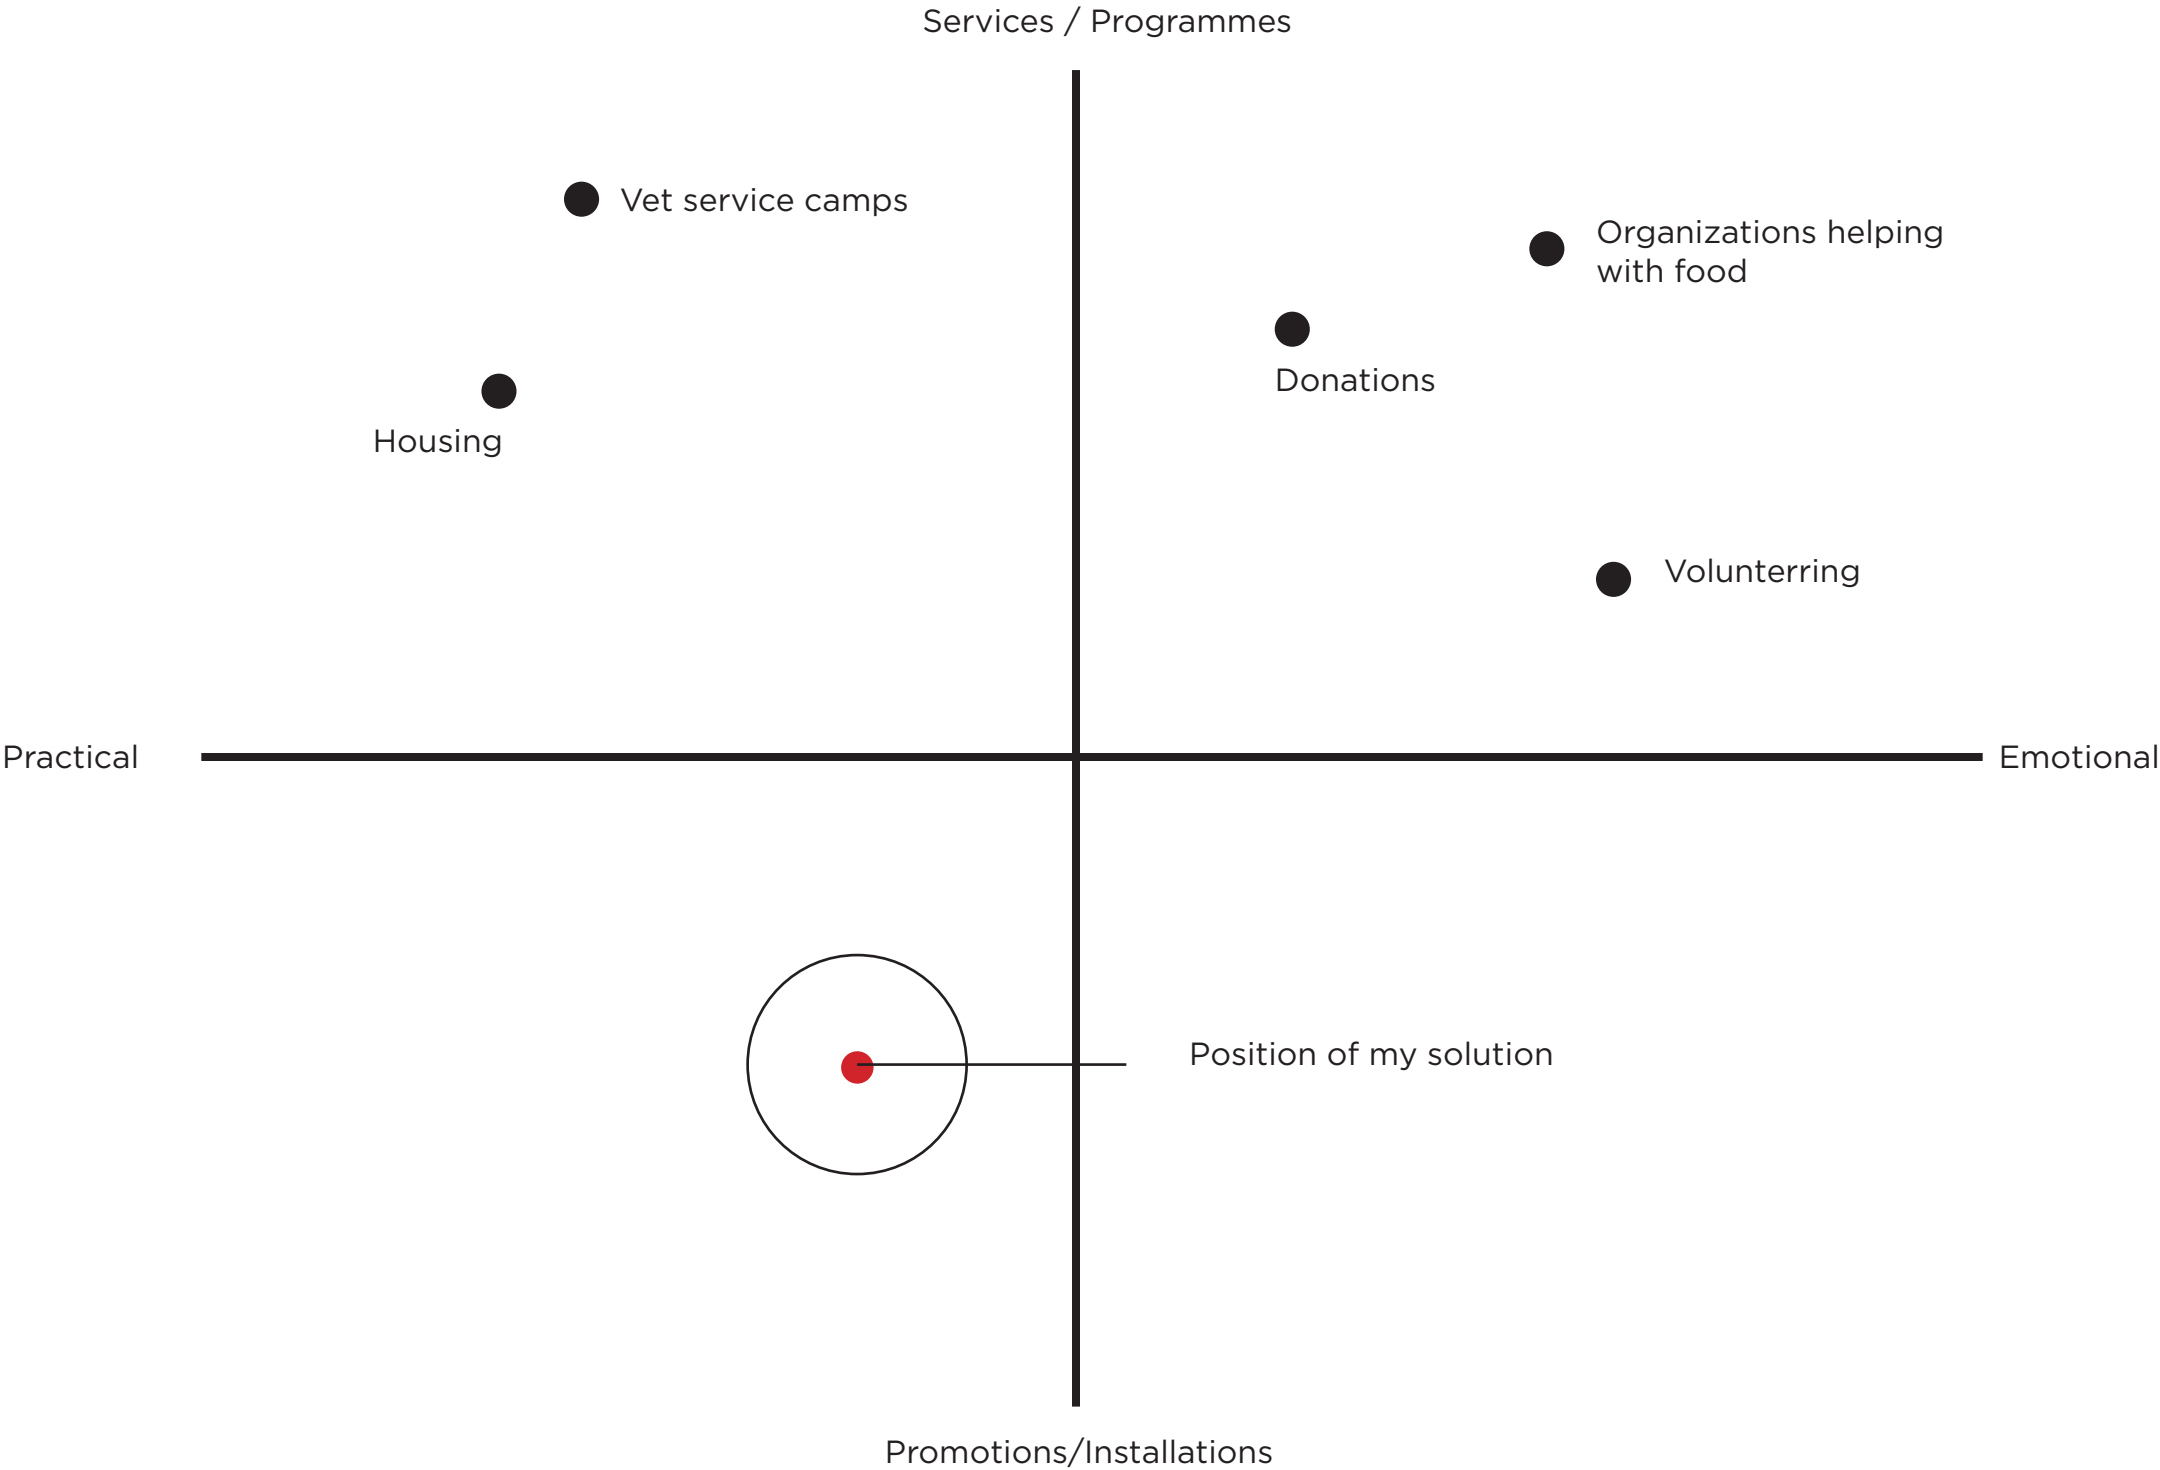 Services / Programmes
Vet service camps
Organizations helping
with food
Donations
Housing
Volunterring
Practical
Emotional
Position of my solution
Promotions/Installations